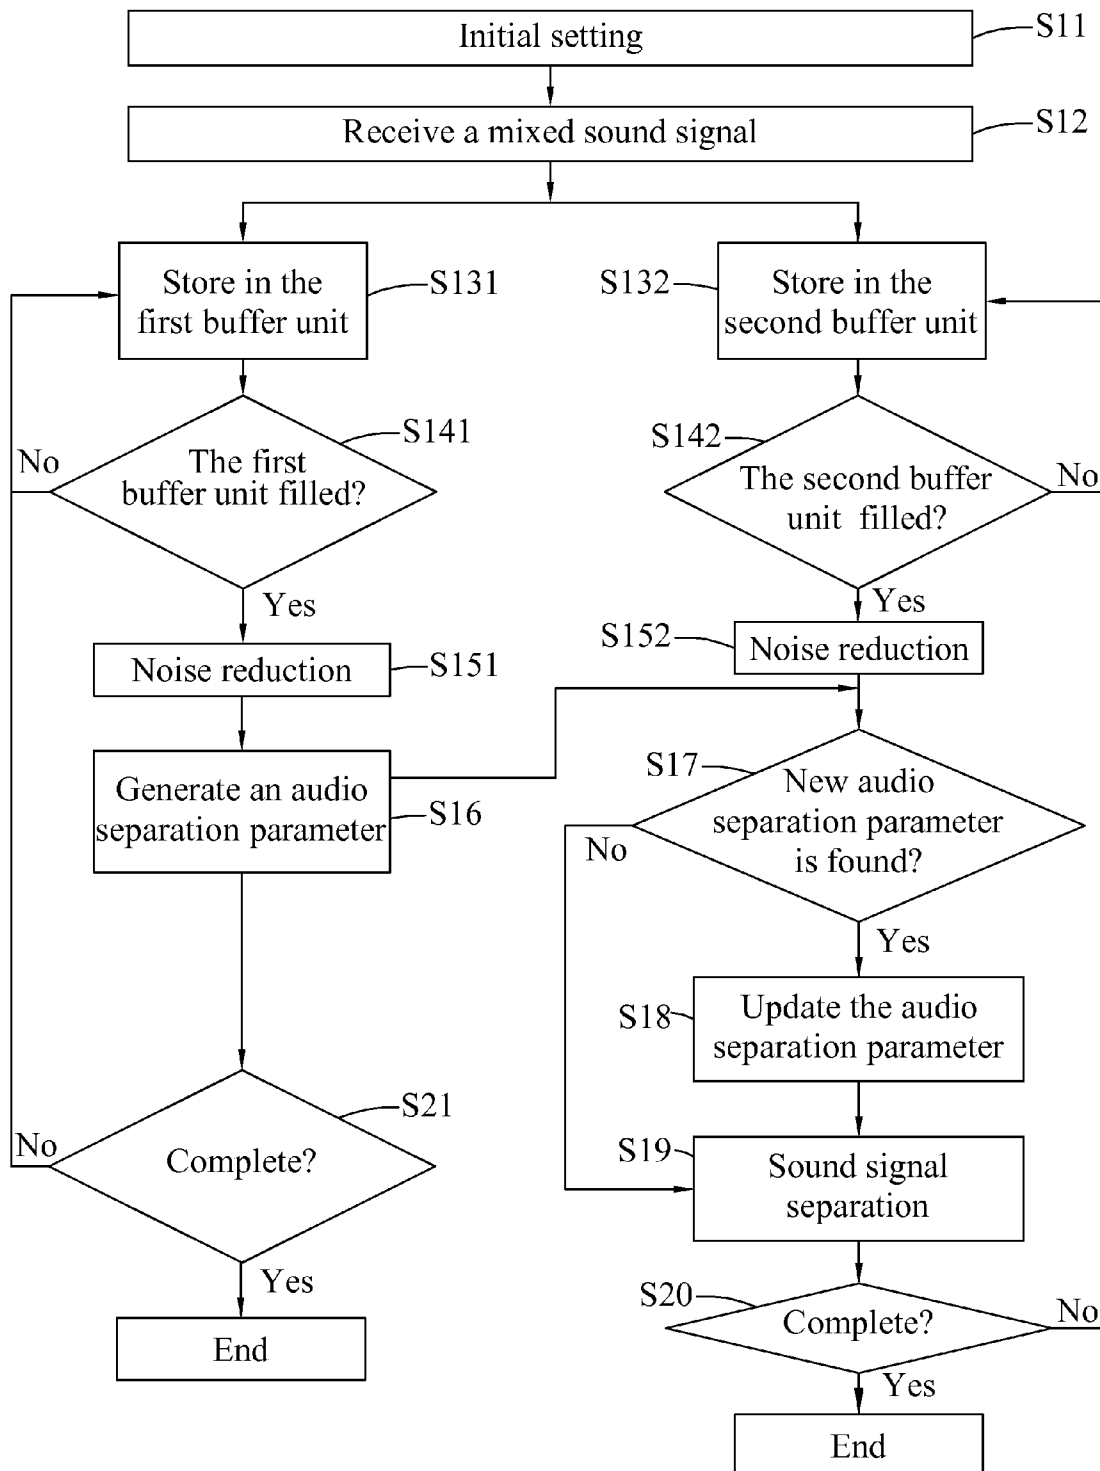 Initial setting
S11
Receive a mixed sound signal
S12
Store in the
first buffer unit
S131
S132
Store in the
second buffer unit
No
The first
buffer unit filled?
S141
S142
The second buffer
unit filled?
No
Yes
Yes
Noise reduction
S151
S152
Noise reduction
Generate an audio
separation parameter
S16
S17
New audio
separation parameter
is found?
No
Yes
S18
Update the audio
separation parameter
No
Complete?
S21
S19
Sound signal
separation
Yes
End
S20
Complete?
No
Yes
End